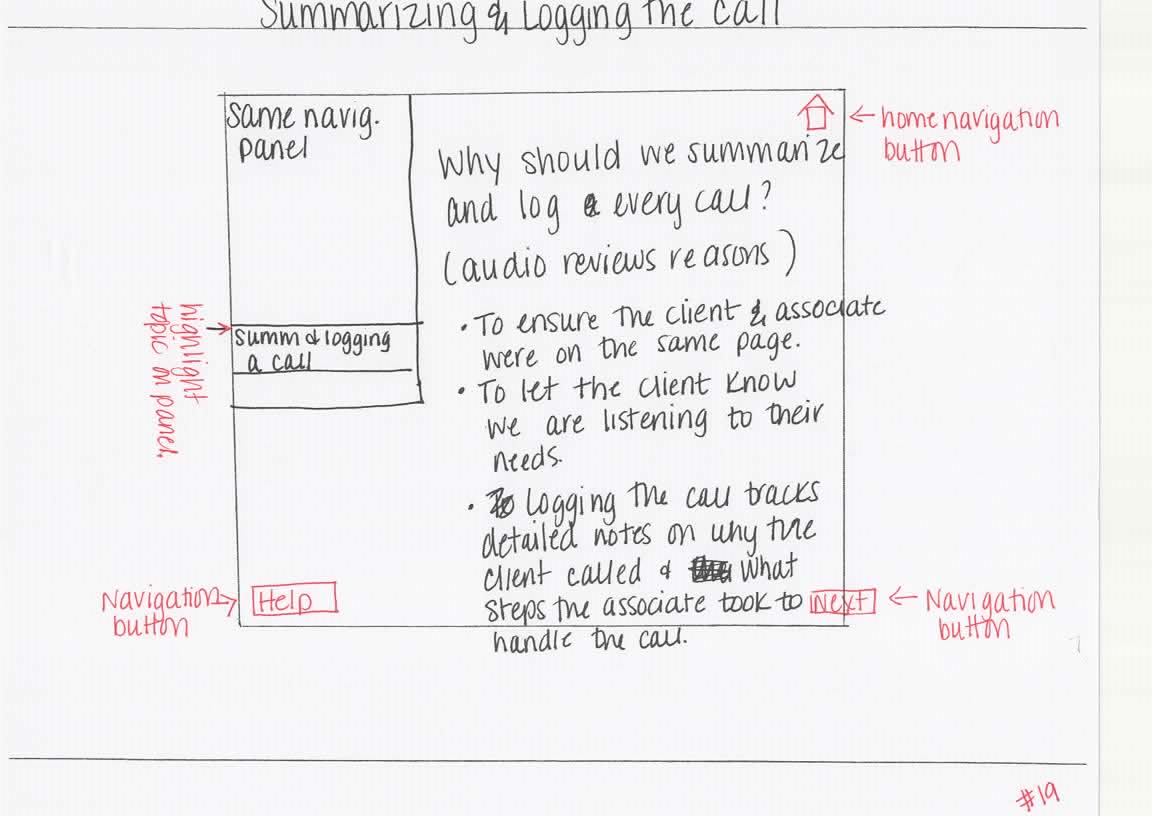 Summarizing & Logging the Call
Same navig.
panel
home navigation
button
Why should we summarize
and log every call?
(audio reviews reasons)
highlight
topic on panel.
Summ & logging
a call
• To ensure the client & associate
were on the same page.
• To let the client know
we are listening to their
needs.
• Logging the call tracks
detailed notes on why the
client called & what
steps the associate took to
handle the call.
Navigation
button
Help
Next
Navigation
button
7
#19